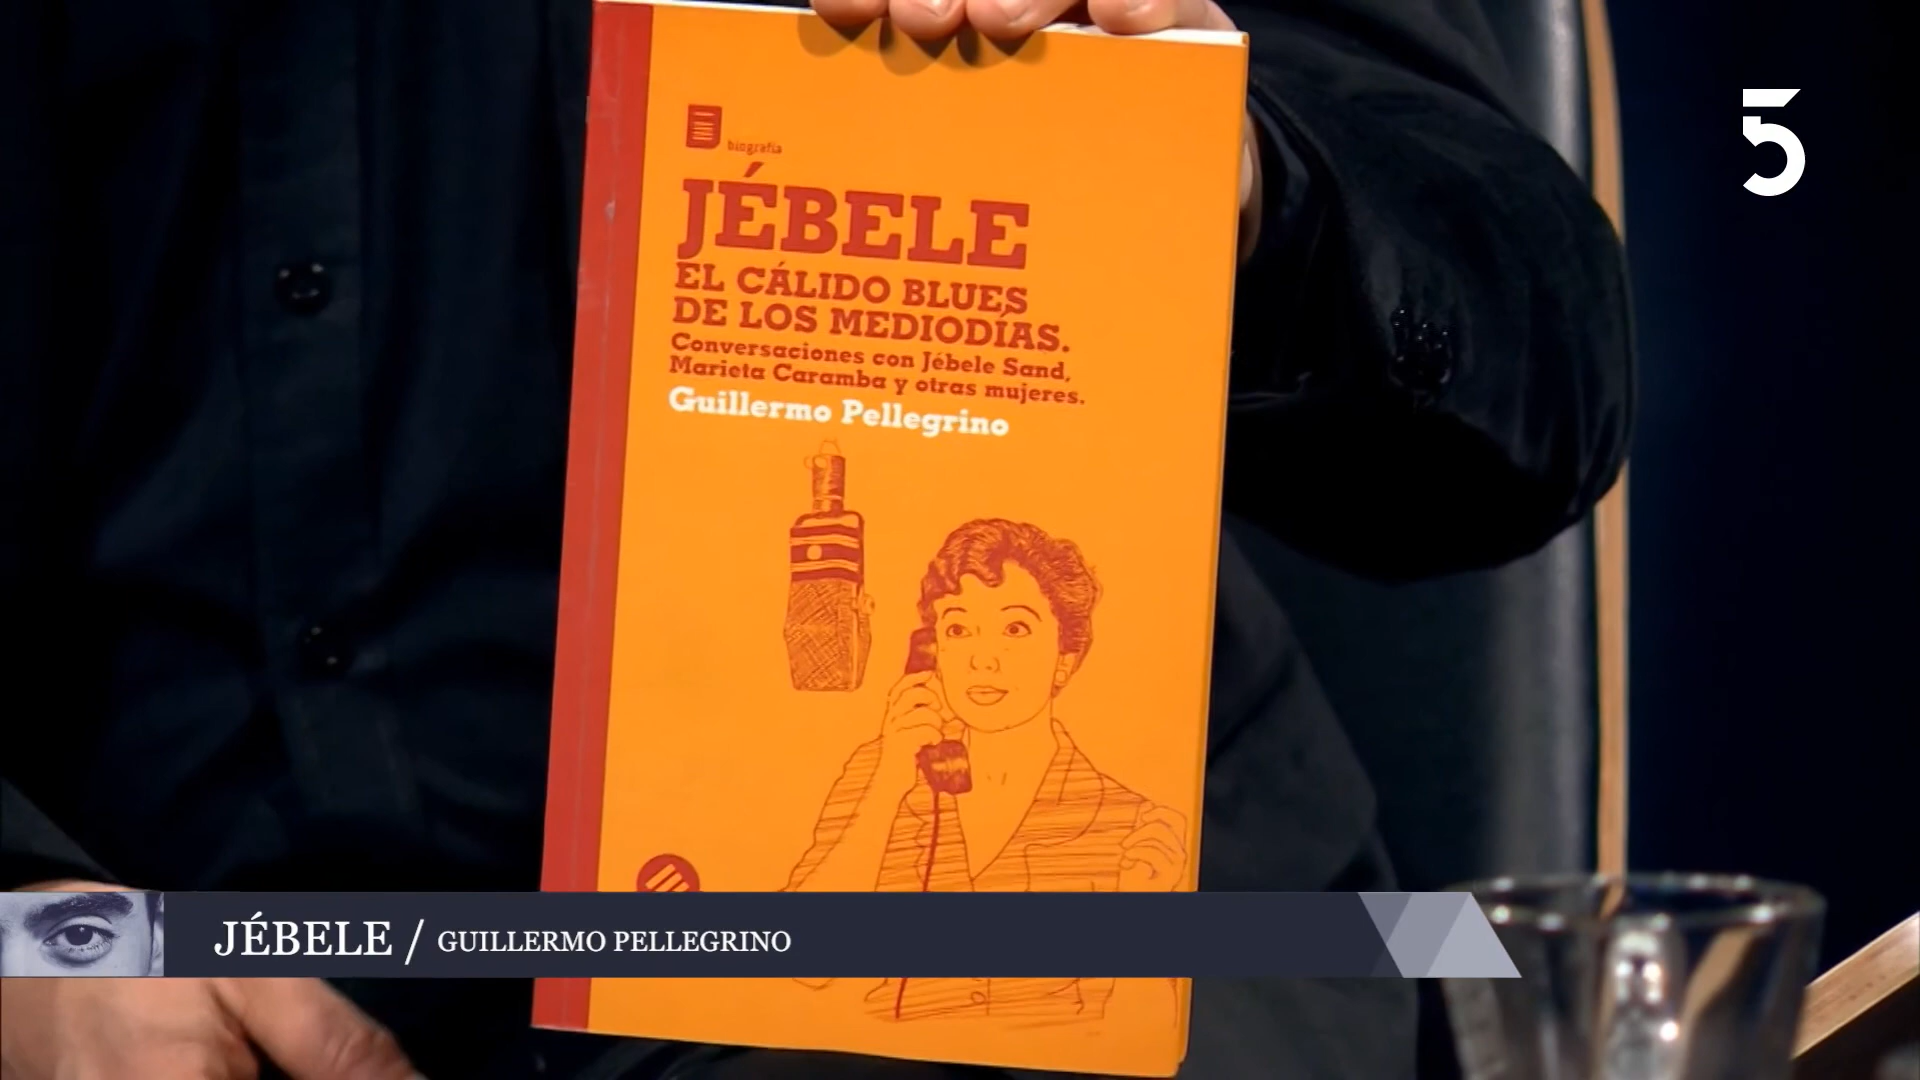 5
biografía
JÉBELE
EL CÁLIDO BLUES
DE LOS MEDIODÍAS.
Conversaciones con Jébele Sand,
Marieta Caramba y otras mujeres.
Guillermo Pellegrino
JÉBELE / GUILLERMO PELLEGRINO